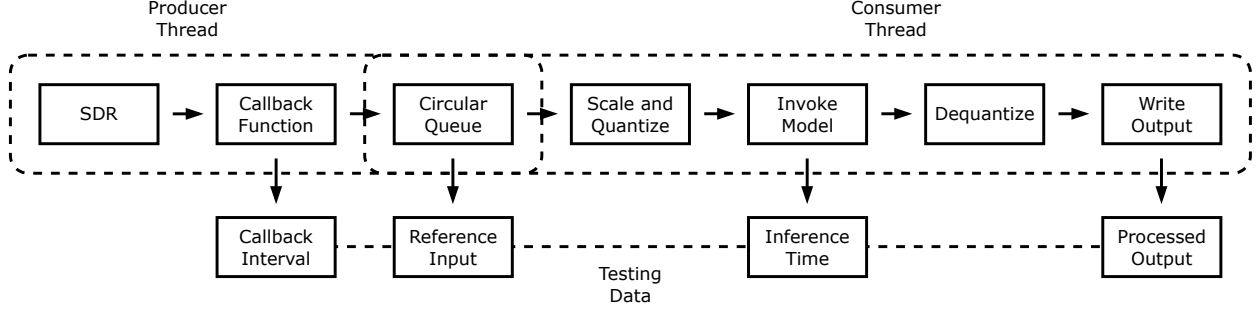 Producer
Thread
Consumer
Thread
SDR
Callback
Function
Circular
Queue
Scale and
Quantize
Invoke
Model
Dequantize
Write
Output
Callback
Interval
Reference
Input
Inference
Time
Processed
Output
Testing
Data